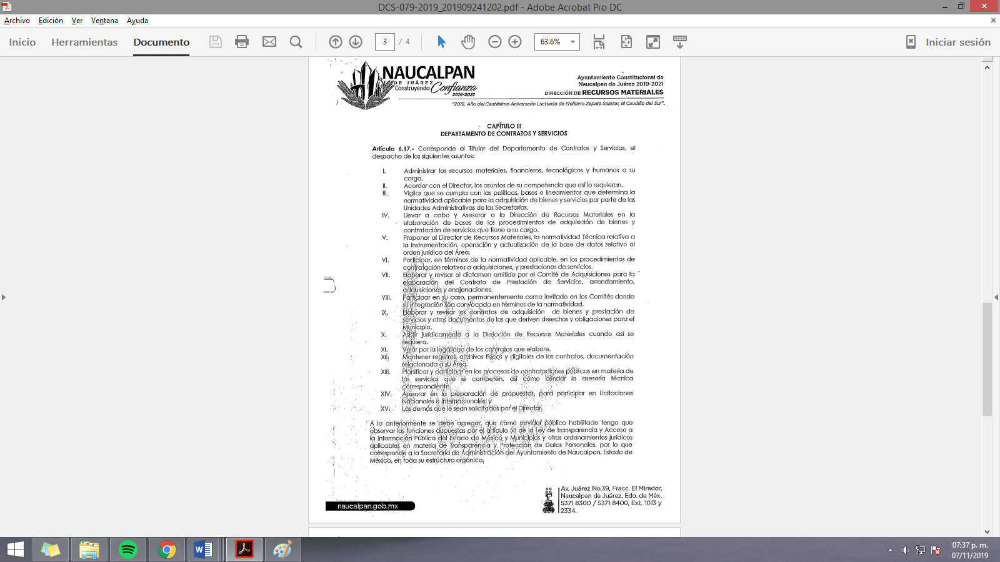 DCS-079-2019_201909241202.pdf - Adobe Acrobat Pro DC
Archivo Edición Ver Ventana Ayuda
Inicio Herramientas Documento 3 / 4 63.6% Iniciar sesión
NAUCALPAN
DE JUÁREZ
Construyendo Confianza
2019-2021
Ayuntamiento Constitucional de
Naucalpan de Juárez 2019-2021
DIRECCIÓN DE RECURSOS MATERIALES
"2019. Año del Centésimo Aniversario Luctuoso de Emiliano Zapata Salazar, el Caudillo del Sur".
CAPÍTULO III
DEPARTAMENTO DE CONTRATOS Y SERVICIOS
Artículo 6.17.- Corresponde al Titular del Departamento de Contratos y Servicios, el
despacho de los siguientes asuntos:
I. Administrar los recursos materiales, financieros, tecnológicos y humanos a su
cargo.
II. Acordar con el Director, los asuntos de su competencia que así lo requieran.
III. Vigilar que se cumpla con las políticas, bases o lineamientos que determina la
normatividad aplicable para la adquisición de bienes y servicios por parte de las
Unidades Administrativas de las Secretarías.
IV. Llevar a cabo y Asesorar a la Dirección de Recursos Materiales en la
elaboración de bases de los procedimientos de adquisición de bienes y
contratación de servicios que tiene a su cargo.
V. Proponer al Director de Recursos Materiales, la normatividad Técnica relativa a
la instrumentación, operación y actualización de la base de datos relativo al
orden jurídico del Área.
VI. Participar, en términos de la normatividad aplicable, en los procedimientos de
contratación relativos a adquisiciones, y prestaciones de servicios.
VII. Elaborar y revisar el dictamen emitido por el Comité de Adquisiciones para la
elaboración del Contrato de Prestación de Servicios, arrendamiento,
adquisiciones y enajenaciones.
VIII. Participar en su caso, permanentemente como invitado en los Comités donde
su integración sea convocada en términos de la normatividad.
IX. Elaborar y revisar los contratos de adquisición de bienes y prestación de
servicios y otros documentos de los que deriven derechos y obligaciones para el
Municipio.
X. Asistir jurídicamente a la Dirección de Recursos Materiales cuando así se
requiera.
XI. Velar por la legalidad de los contratos que elabore.
XII. Mantener registros, archivos físicos y digitales de los contratos, documentación
relacionada a su Área.
XIII. Planificar y participar en los procesos de contrataciones públicas en materia de
los servicios que le competen, así como brindar la asesoría técnica
correspondiente.
XIV. Asesorar en la preparación de propuestas, para participar en Licitaciones
Nacionales e Internacionales; y
XV. Las demás que le sean solicitadas por el Director.
A lo anteriormente se debe agregar, que como servidor público habilitado tengo que
observar las funciones dispuestas por el artículo 58 de la Ley de Transparencia y Acceso a
la Información Pública del Estado de México y Municipios y otros ordenamientos jurídicos
aplicables en materia de Transparencia y Protección de Datos Personales, por lo que
corresponde a la Secretaría de Administración del Ayuntamiento de Naucalpan, Estado de
México, en toda su estructura orgánica.
Av. Juárez No.39, Fracc. El Mirador,
Naucalpan de Juárez, Edo. de Méx.
5371 8300 / 5371 8400, Ext. 1013 y
2334.
naucalpan.gob.mx
07:37 p. m.
07/11/2019